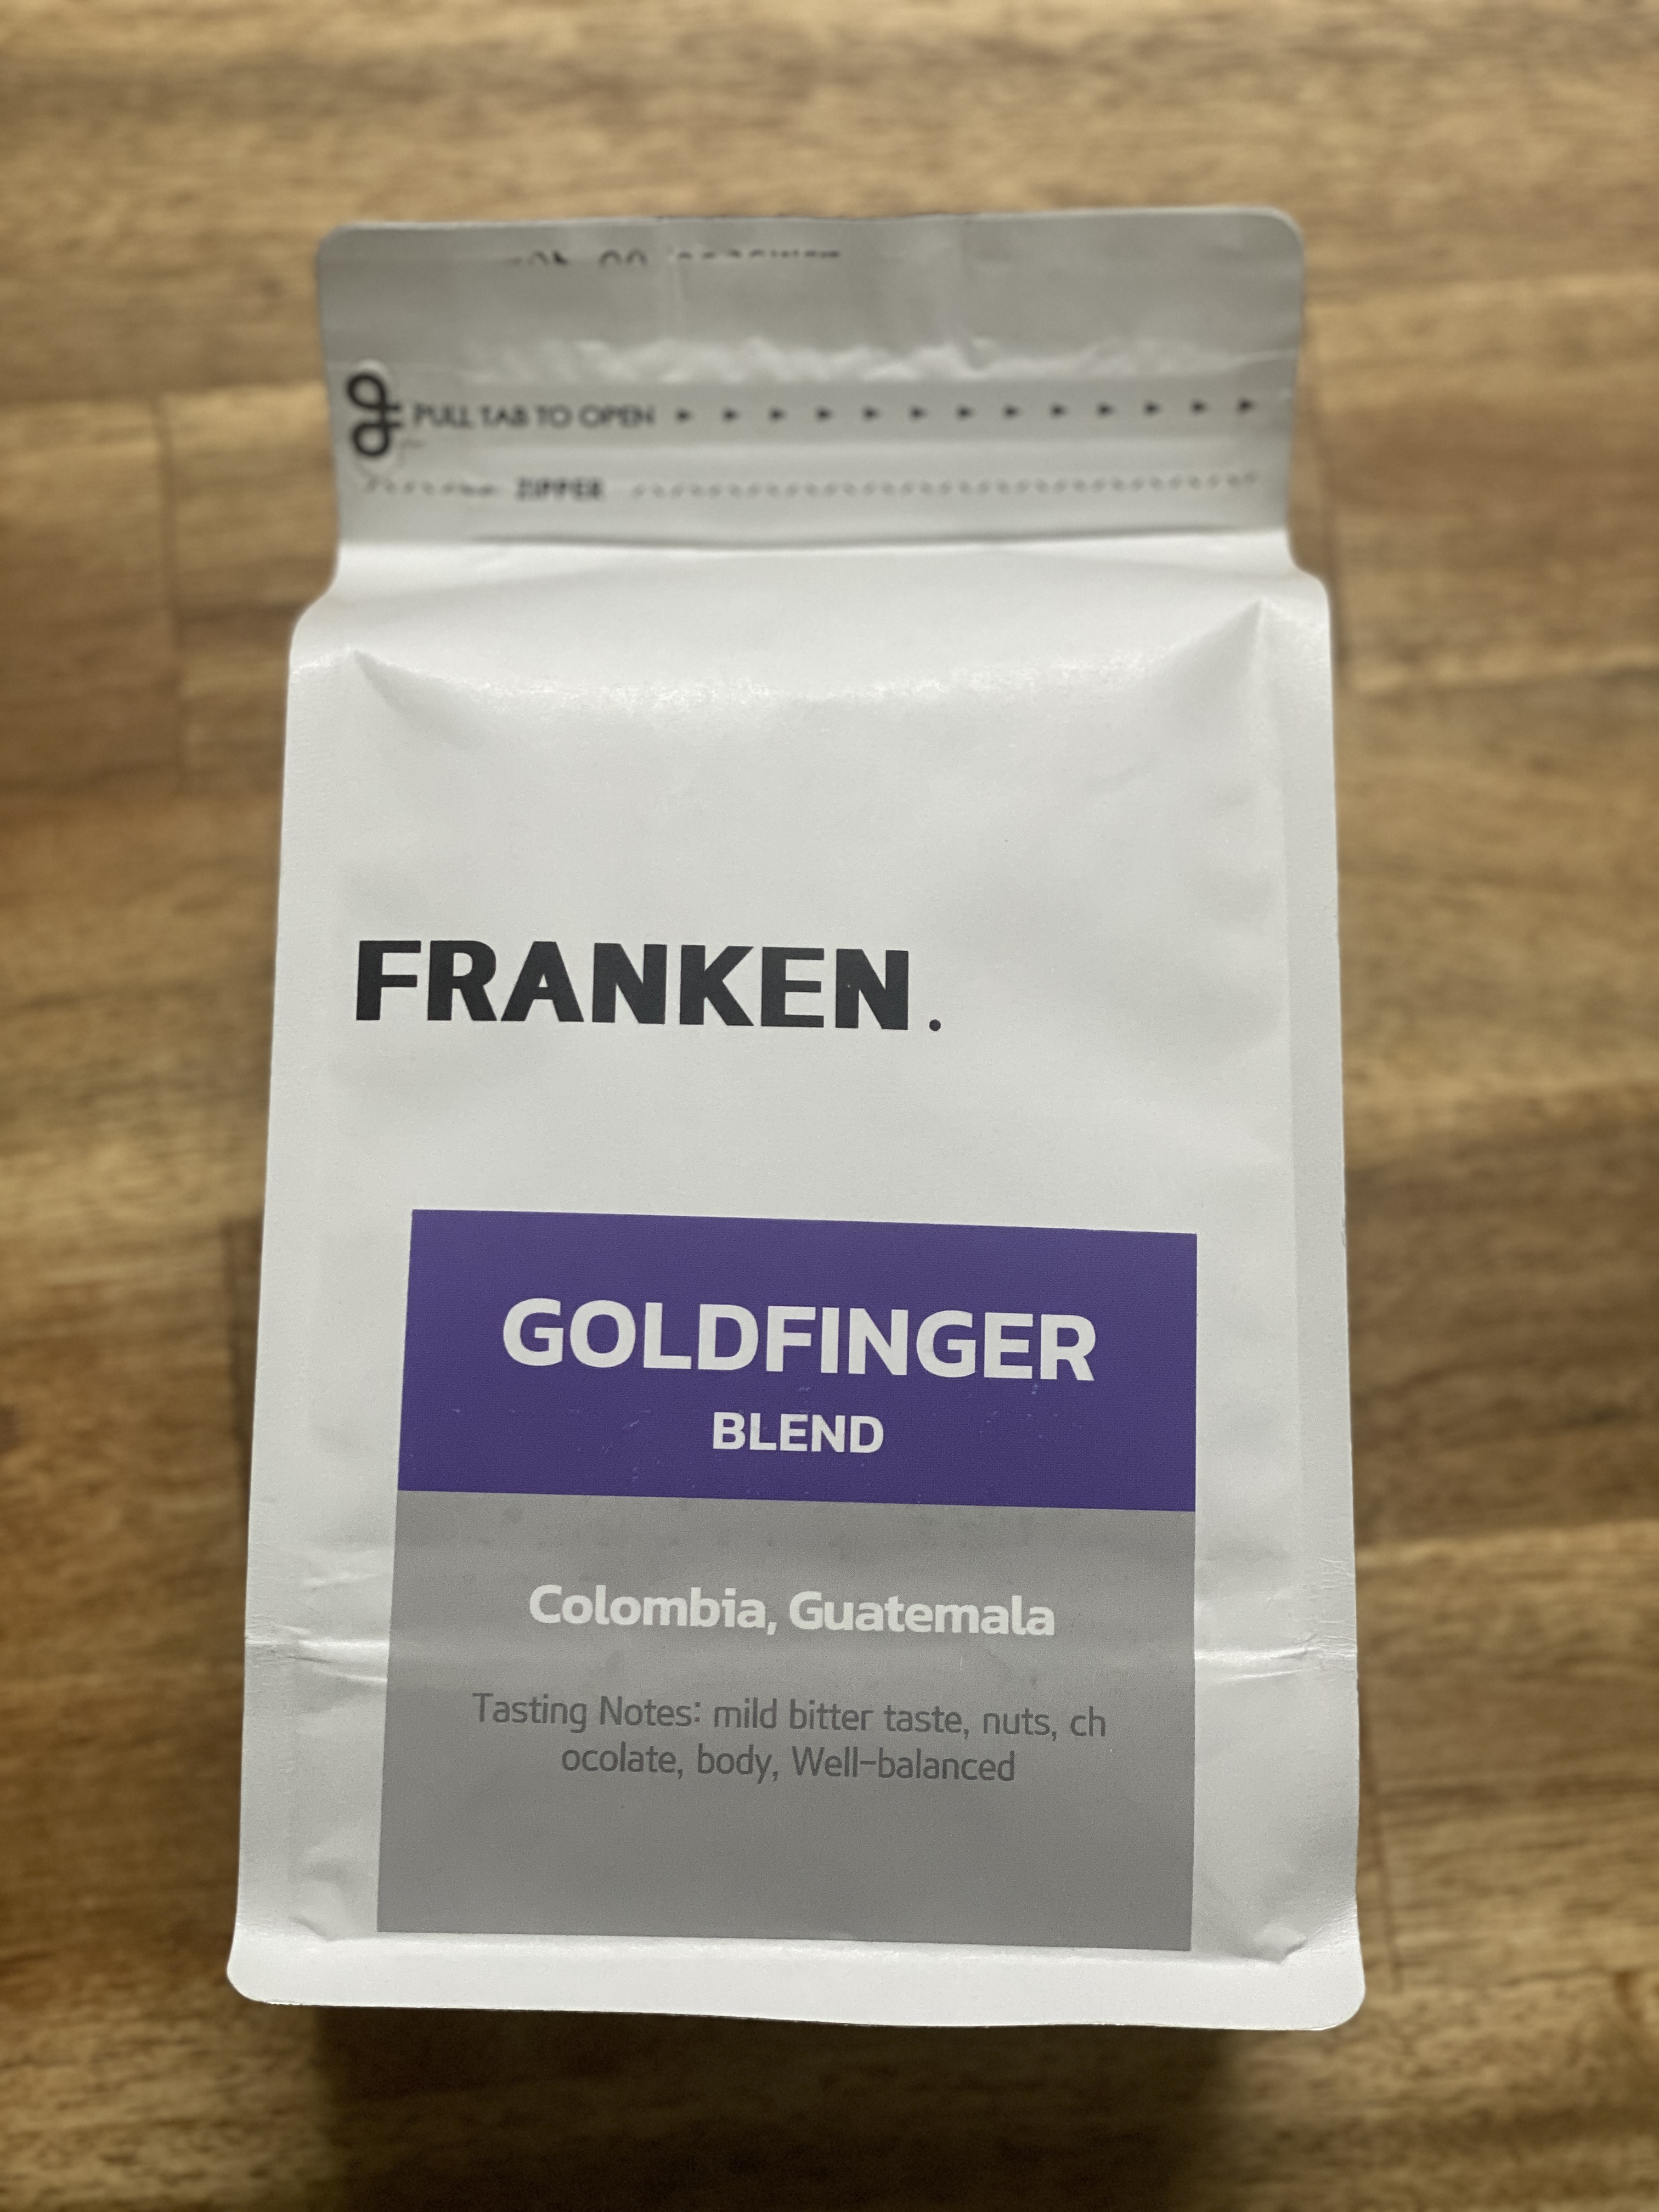 PULL TAB TO OPEN
ZIPPER
FRANKEN.
GOLDFINGER
BLEND
Colombia, Guatemala
Tasting Notes: mild bitter taste, nuts, ch
ocolate, body, Well-balanced